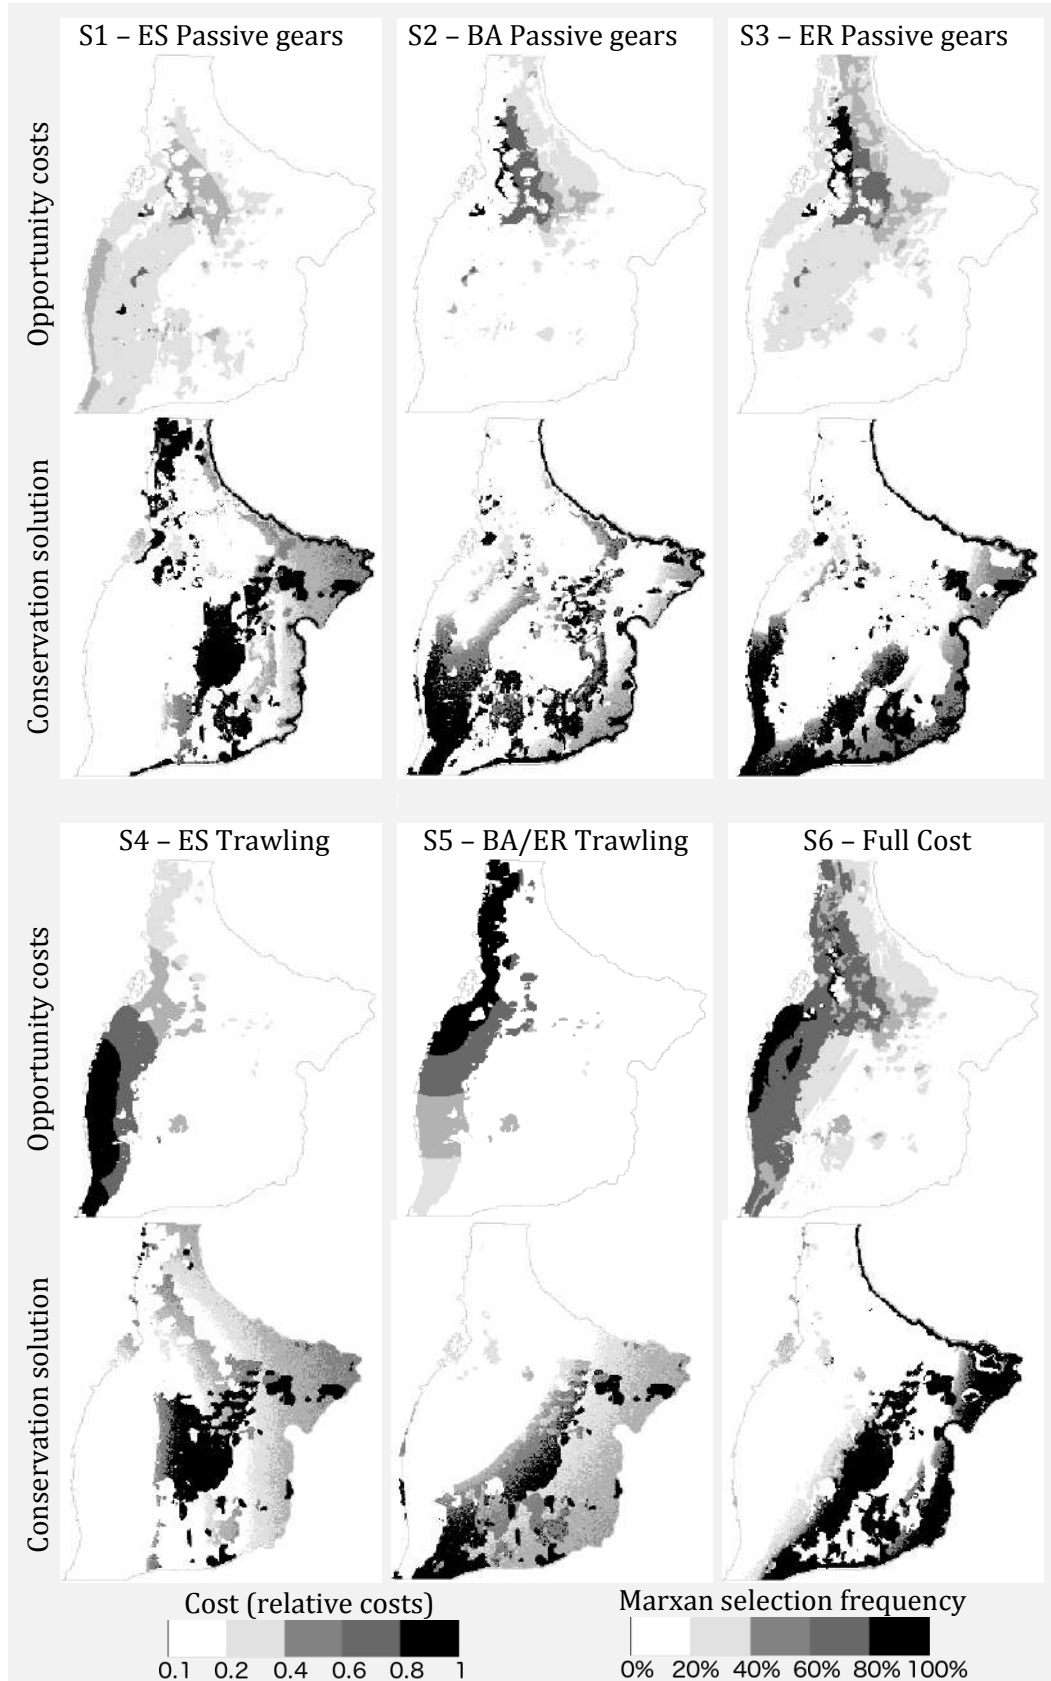 S1 – ES Passive gears
S2 – BA Passive gears
S3 – ER Passive gears
Opportunity costs
Conservation solution
S4 – ES Trawling
S5 – BA/ER Trawling
S6 – Full Cost
Opportunity costs
Conservation solution
Cost (relative costs)
0.1 0.2 0.4 0.6 0.8 1
Marxan selection frequency
0% 20% 40% 60% 80% 100%